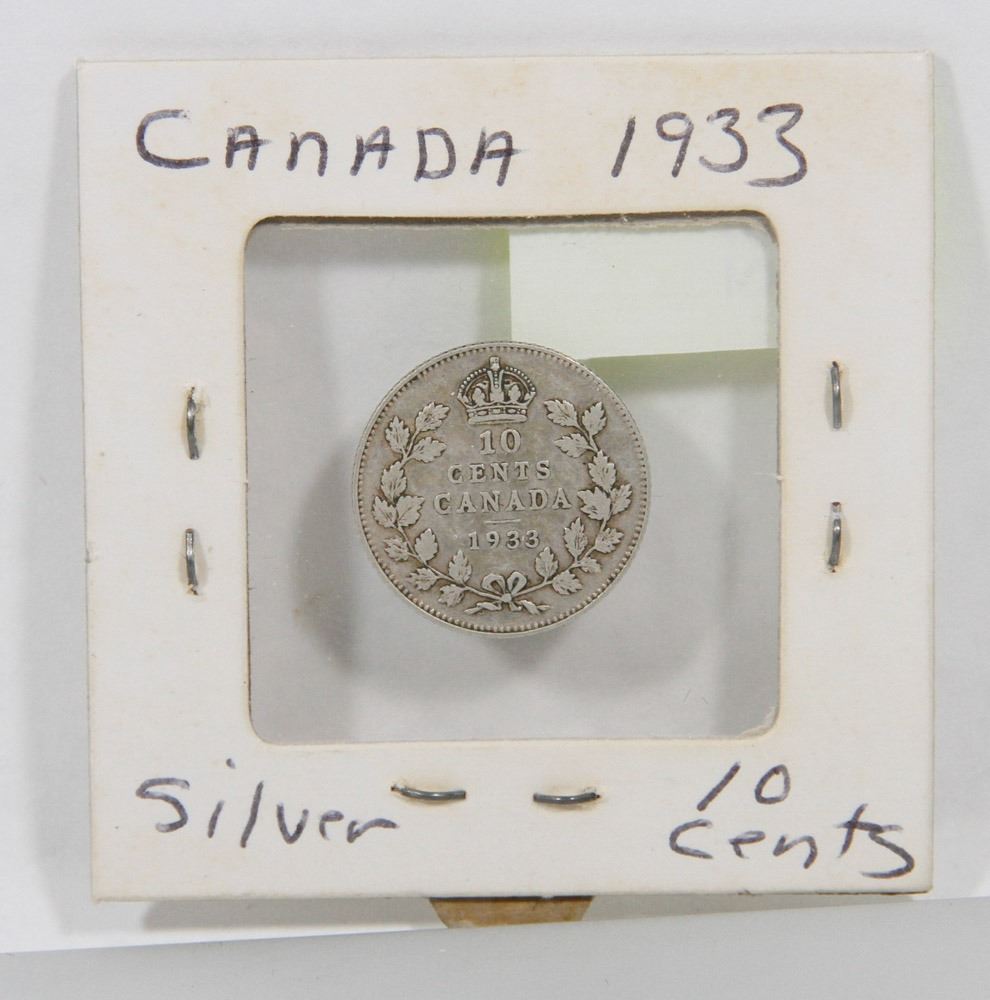 CANADA 1933
10
CENTS
CANADA
1933
Silver
10
cents